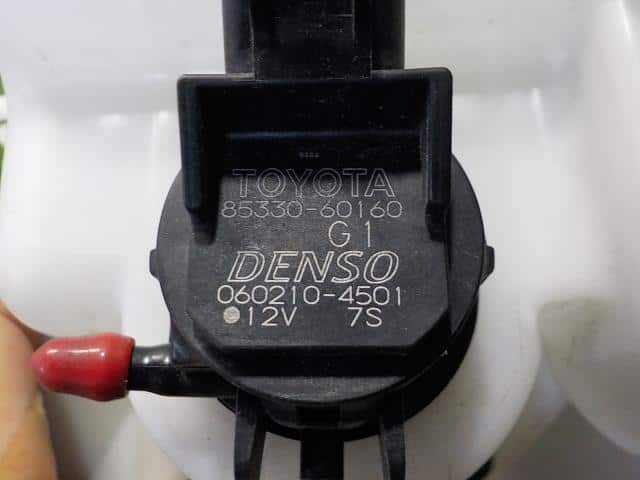 TOYOTA
85330-60160
G1
DENSO
060210-4501
12V 7S